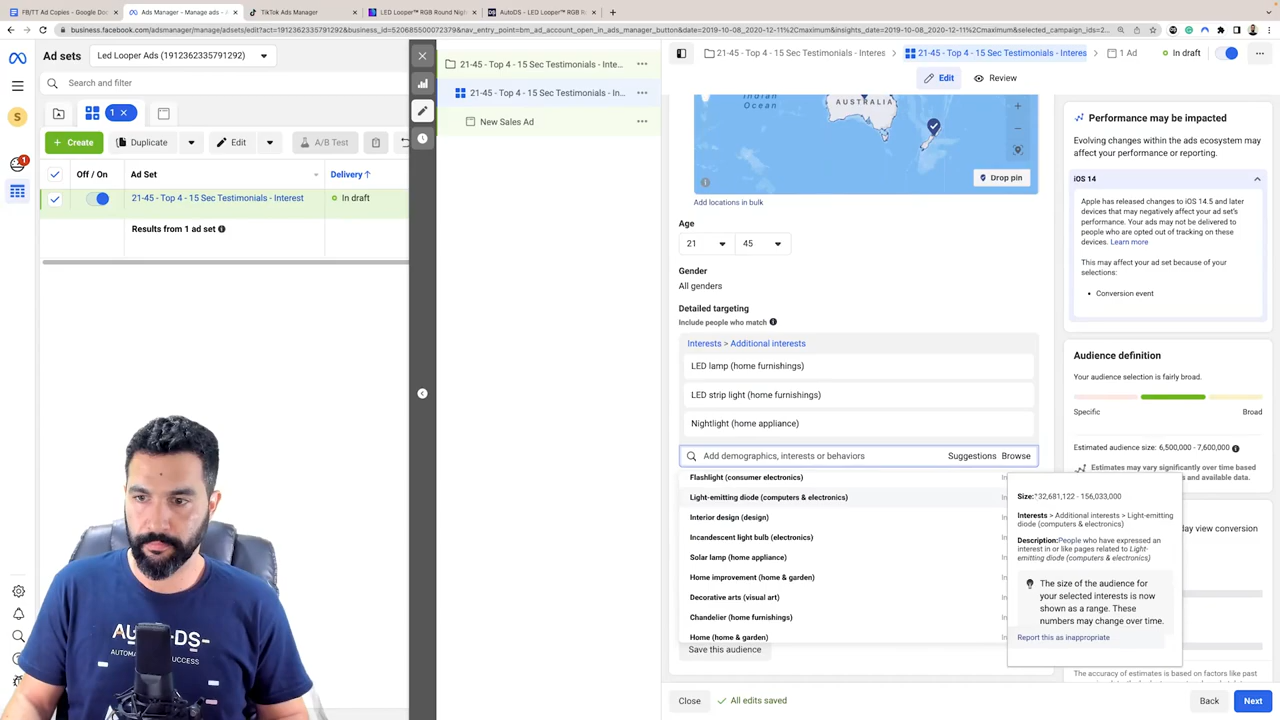 FB/TT Ad Copies - Google Do
Ads Manager - Manage ads -
TikTok Ads Manager
LED Looper™ RGB Round Night
AutoDS - LED Looper™ RGB R
business.facebook.com/adsmanager/manage/adsets/edit?act=1912362335791292&business_id=520685500072379&nav_entry_point=bm_ad_account_open_in_ads_manager_button&date=2019-10-08_2020-12-11%2Cmaximum&insights_date=2019-10-08_2020-12-11%2Cmaximum&selected_campaign_ids=2...
Ad sets
Led Looper Ads (1912362335791292)
Search and filter
1
S
Create
Duplicate
Edit
A/B Test
Off / On
Ad Set
Delivery
21-45 - Top 4 - 15 Sec Testimonials - Interest
In draft
Results from 1 ad set
21-45 - Top 4 - 15 Sec Testimonials - Inte...
21-45 - Top 4 - 15 Sec Testimonials - In...
New Sales Ad
21-45 - Top 4 - 15 Sec Testimonials - Interes
21-45 - Top 4 - 15 Sec Testimonials - Interes
1 Ad
In draft
Edit
Review
Indian
Ocean
AUSTRALIA
Drop pin
Add locations in bulk
Age
21
45
Gender
All genders
Detailed targeting
Include people who match
Interests > Additional interests
LED lamp (home furnishings)
LED strip light (home furnishings)
Nightlight (home appliance)
Add demographics, interests or behaviors
Suggestions
Browse
Flashlight (consumer electronics)
Light-emitting diode (computers & electronics)
Interior design (design)
Incandescent light bulb (electronics)
Solar lamp (home appliance)
Home improvement (home & garden)
Decorative arts (visual art)
Chandelier (home furnishings)
Home (home & garden)
Save this audience
Size: 132,681,122 - 156,033,000
Interests > Additional interests > Light-emitting
diode (computers & electronics)
Description:People who have expressed an
interest in or like pages related to Light-
emitting diode (computers & electronics)
The size of the audience for
your selected interests is now
shown as a range. These
numbers may change over time.
Report this as inappropriate
Performance may be impacted
Evolving changes within the ads ecosystem may
affect your performance or reporting.
iOS 14
Apple has released changes to iOS 14.5 and later
devices that may negatively affect your ad set's
performance. Your ads may not be delivered to
people who are opted out of tracking on these
devices. Learn more
This may affect your ad set because of your
selections:
Conversion event
Audience definition
Your audience selection is fairly broad.
Specific
Broad
Estimated audience size: 6,500,000 - 7,600,000
Estimates may vary significantly over time based
day view conversion
The accuracy of estimates is based on factors like past
Close
All edits saved
Back
Next
AUTO-DS-